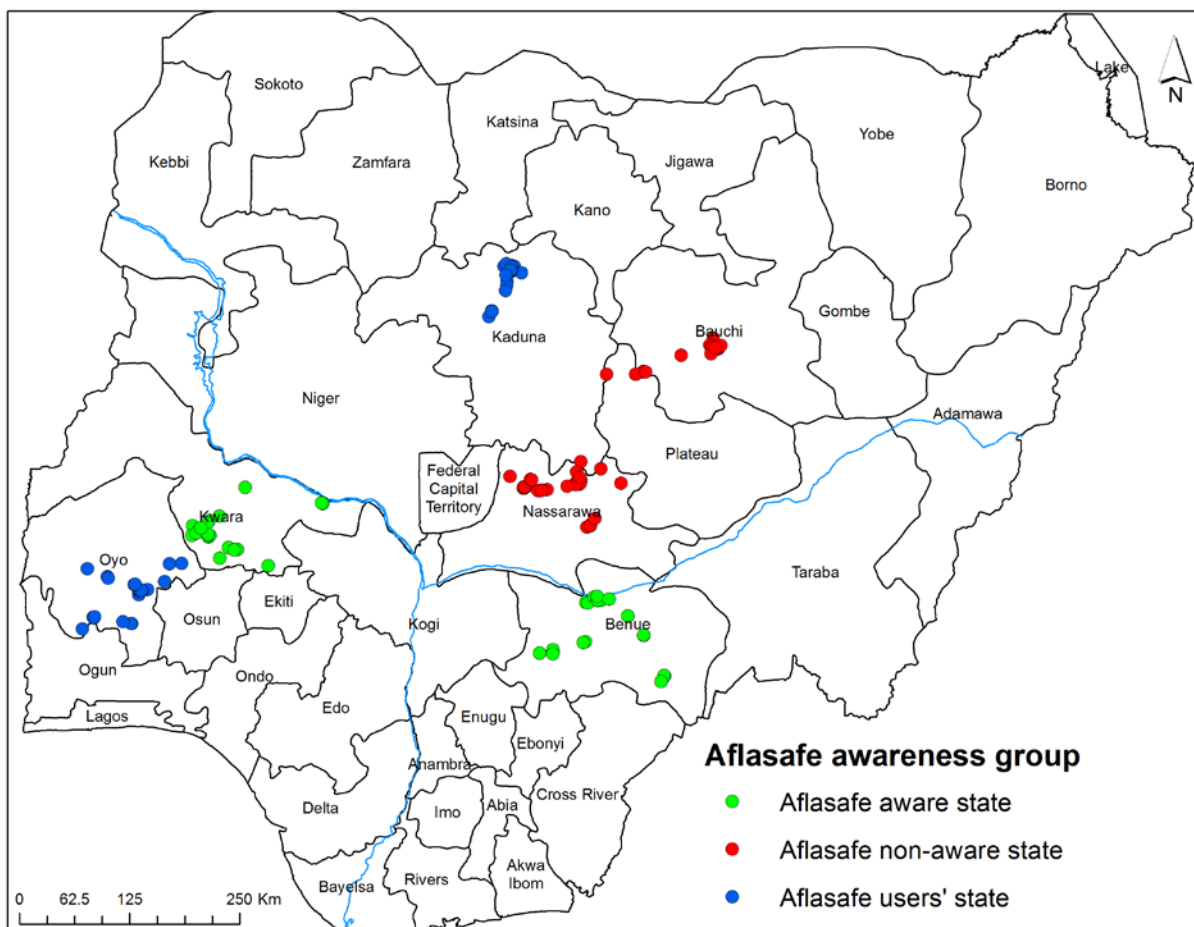 Lake
N
Sokoto
Katsina
Yobe
Kebbi
Zamfara
Jigawa
Borno
Kano
Gombe
Kaduna
Bauchi
Niger
Adamawa
Federal
Capital
Territory
Plateau
Nassarawa
Kwara
Oyo
Taraba
Osun
Ekiti
Kogi
Benue
Ogun
Ondo
Edo
Enugu
Lagos
Ebonyi
Anambra
Cross River
Delta
Imo
Abia
Akwa
Ibom
Bayelsa
Rivers
Aflasafe awareness group
Aflasafe aware state
Aflasafe non-aware state
Aflasafe users' state
0 62.5 125 250 Km